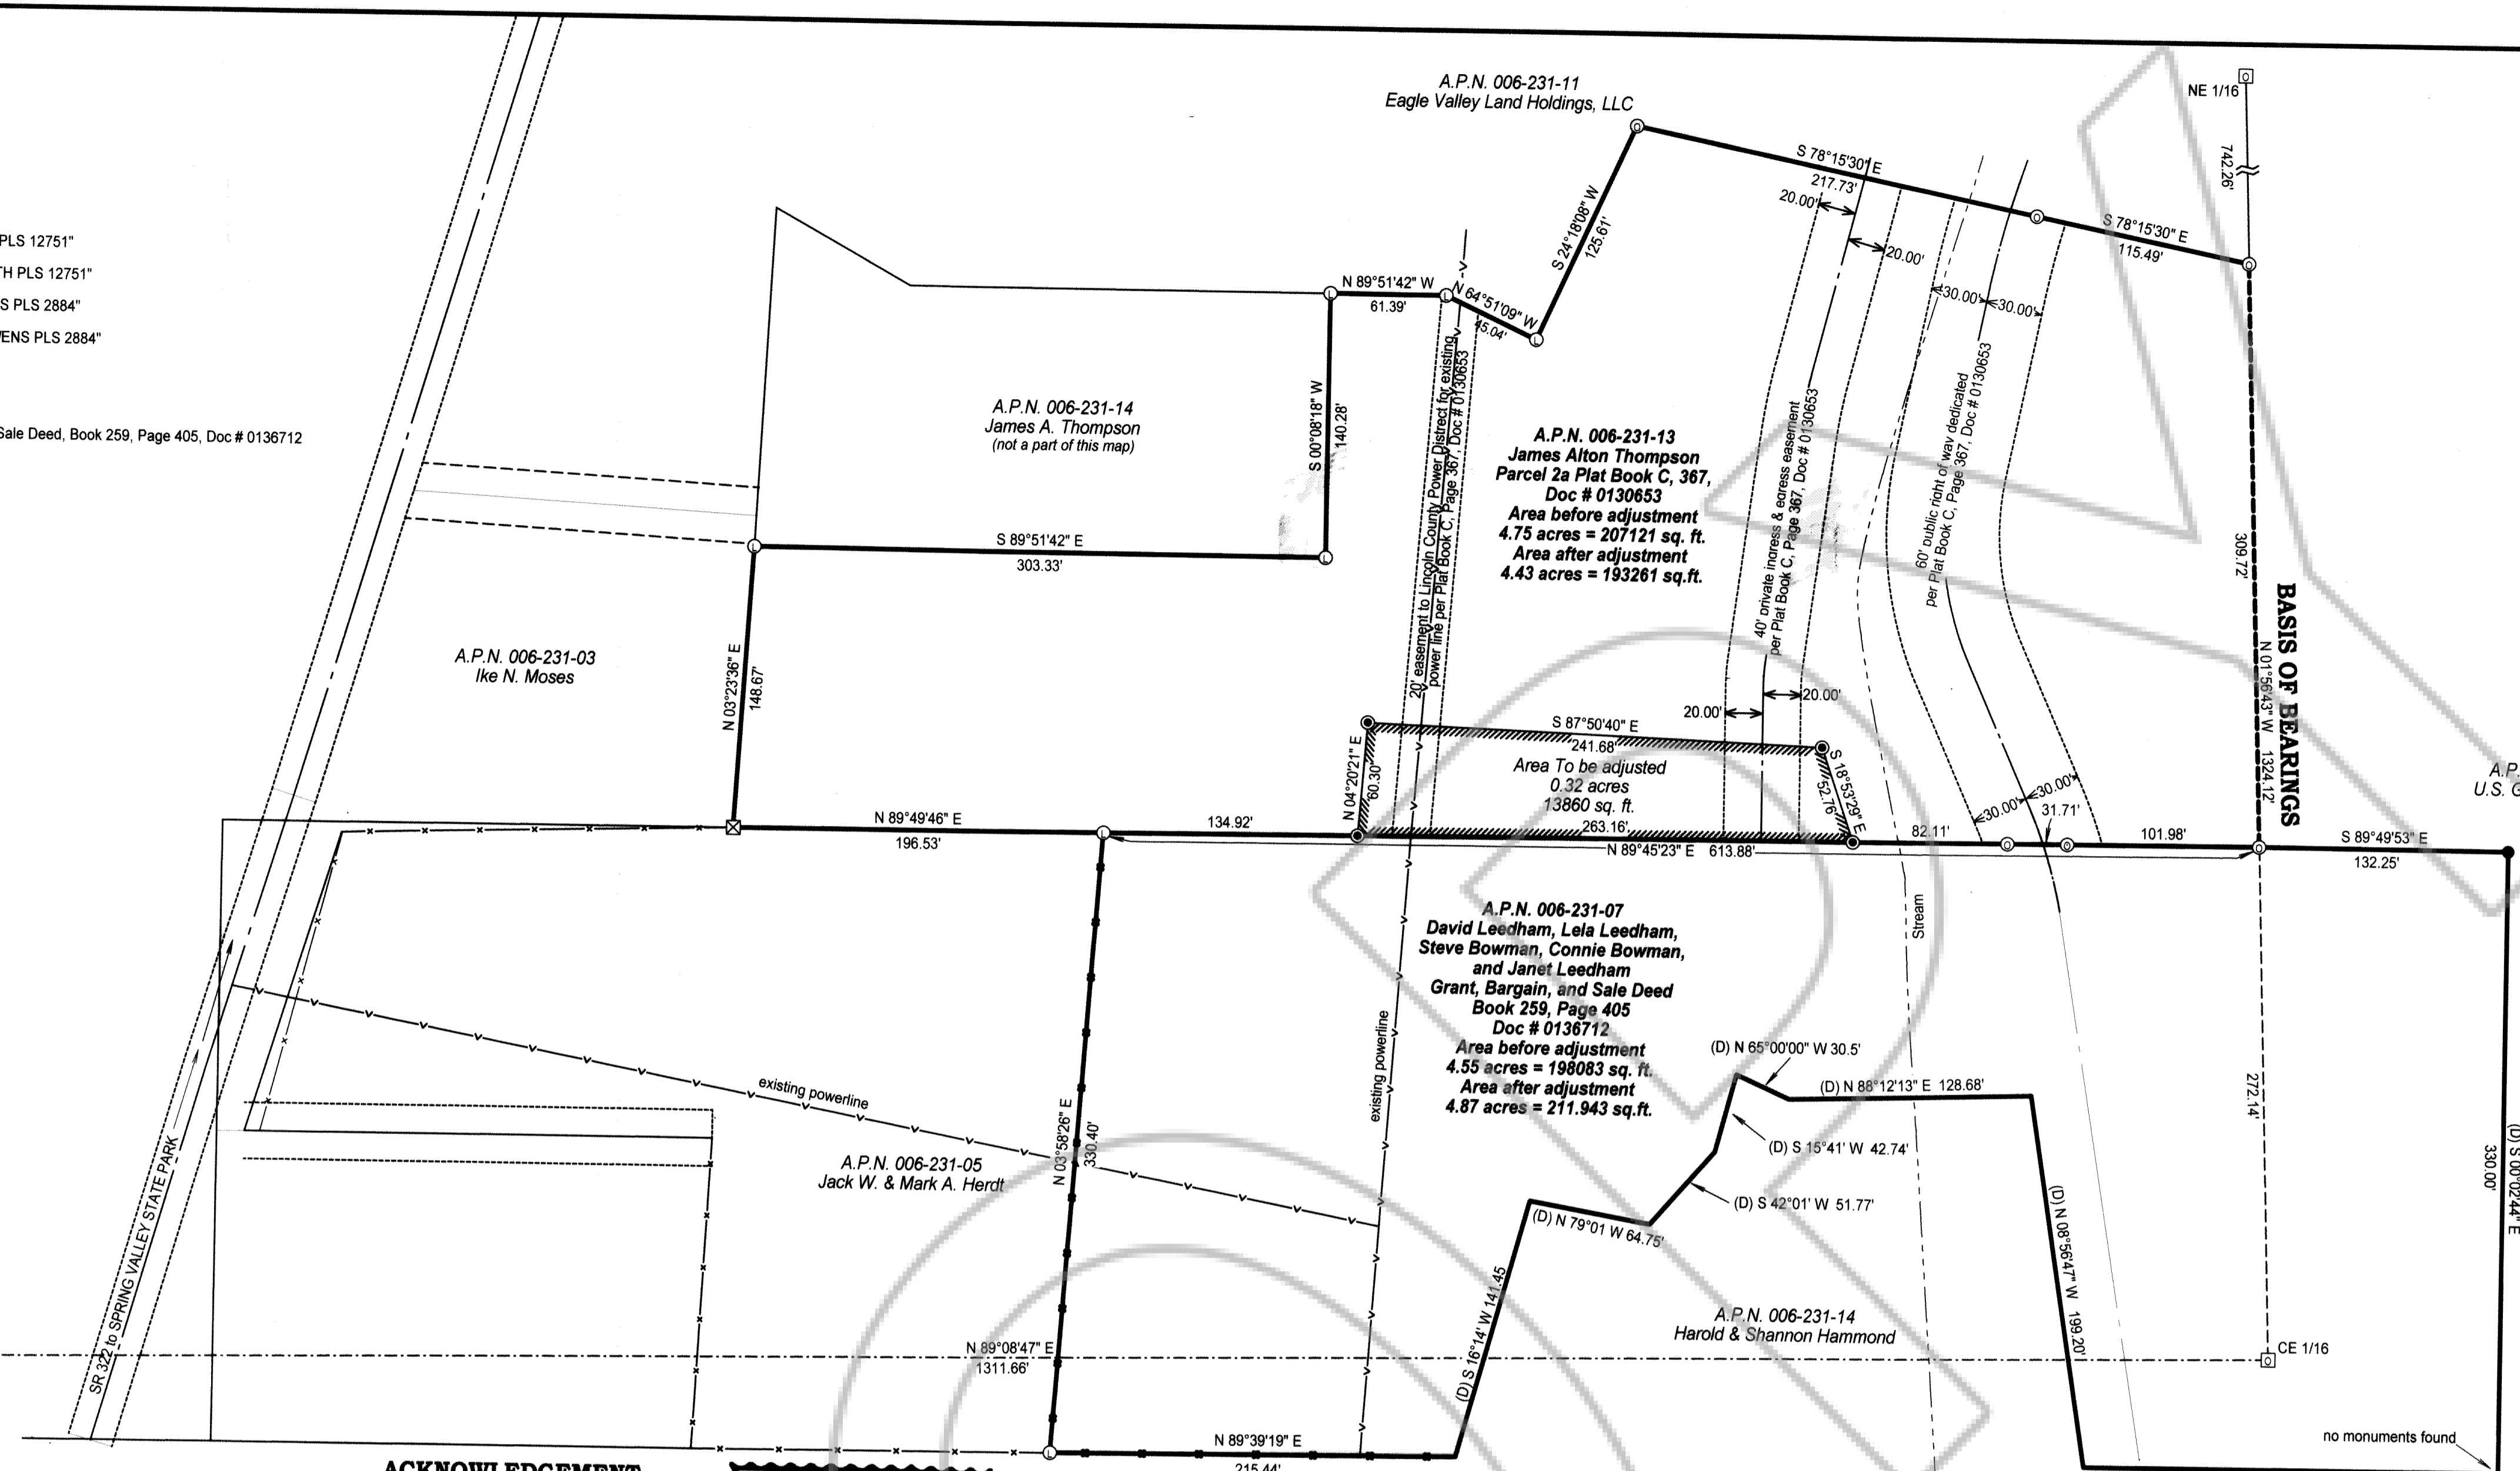 PLS 12751"
TH PLS 12751"
S PLS 2884"
ENS PLS 2884"
Sale Deed, Book 259, Page 405, Doc # 0136712
A.P.N. 006-231-11
Eagle Valley Land Holdings, LLC
NE 1/16
742.26'
S 78°15'30" E
217.73'
20.00'
20.00'
S 78°15'30" E
115.49'
30.00'
30.00'
S 24°18'08" W
125.61'
N 89°51'42" W
61.39'
N 64°51'09" W
45.04'
A.P.N. 006-231-14
James A. Thompson
(not a part of this map)
S 00°08'18" W
140.28'
20' easement to Lincoln County Power Distrect for existing
power line per Plat Book C, Page 367, Doc # 0130653
A.P.N. 006-231-13
James Alton Thompson
Parcel 2a Plat Book C, 367,
Doc # 0130653
Area before adjustment
4.75 acres = 207121 sq. ft.
Area after adjustment
4.43 acres = 193261 sq.ft.
40' private ingress & egress easement
per Plat Book C, Page 367, Doc # 0130653
60' public right of way dedicated
per Plat Book C, Page 367, Doc # 0130653
309.72'
BASIS OF BEARINGS
N 01°56'43" W 1324.12'
S 89°51'42" E
303.33'
A.P.N. 006-231-03
Ike N. Moses
N 03°23'36" E
148.67'
20.00'
20.00'
S 87°50'40" E
241.68'
N 04°20'21" E
60.30'
Area To be adjusted
0.32 acres
13860 sq. ft.
263.16'
S 18°53'29" E
52.76'
30.00'
30.00'
31.71'
A.P.
U.S. G
N 89°49'46" E
196.53'
134.92'
N 89°45'23" E 613.88'
82.11'
101.98'
S 89°49'53" E
132.25'
A.P.N. 006-231-07
David Leedham, Lela Leedham,
Steve Bowman, Connie Bowman,
and Janet Leedham
Grant, Bargain, and Sale Deed
Book 259, Page 405
Doc # 0136712
Area before adjustment
4.55 acres = 198083 sq. ft.
Area after adjustment
4.87 acres = 211.943 sq.ft.
Stream
existing powerline
existing powerline
N 03°58'26" E
330.40'
A.P.N. 006-231-05
Jack W. & Mark A. Herdt
SR 322 to SPRING VALLEY STATE PARK
(D) N 65°00'00" W 30.5'
(D) N 88°12'13" E 128.68'
(D) S 15°41' W 42.74'
(D) S 42°01' W 51.77'
(D) N 79°01 W 64.75'
(D) S 16°14' W 141.45
(D) N 08°56'47" W 199.20'
272.14'
330.00'
(D) S 00°02'44" E
A.P.N. 006-231-14
Harold & Shannon Hammond
N 89°08'47" E
1311.66'
CE 1/16
N 89°39'19" E
215.44'
no monuments found
ACKNOWLEDGEMENT